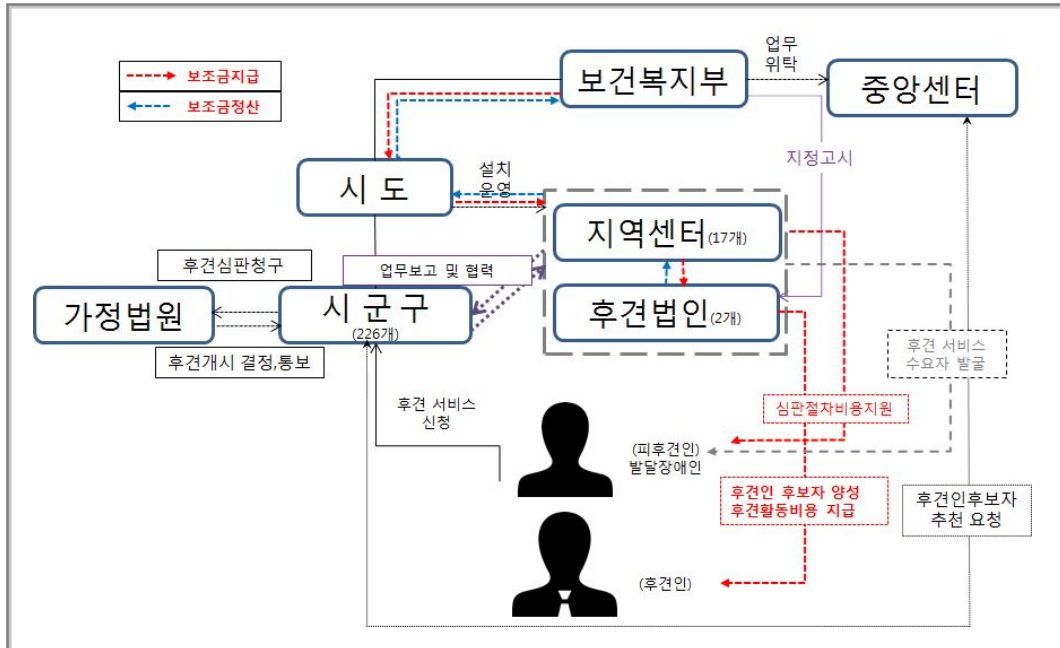 보조금지급
보조금정산
보건복지부
업무
위탁
중앙센터
지정고시
시 도
설치
운영
지역센터(17개)
후견심판청구
업무보고 및 협력
가정법원
시 군 구
(226개)
후견법인(2개)
후견개시 결정,통보
후견 서비스
수요자 발굴
후견 서비스
신청
심판절차비용지원
(피후견인)
발달장애인
후견인 후보자 양성
후견활동비용 지급
후견인후보자
추천 요청
(후견인)